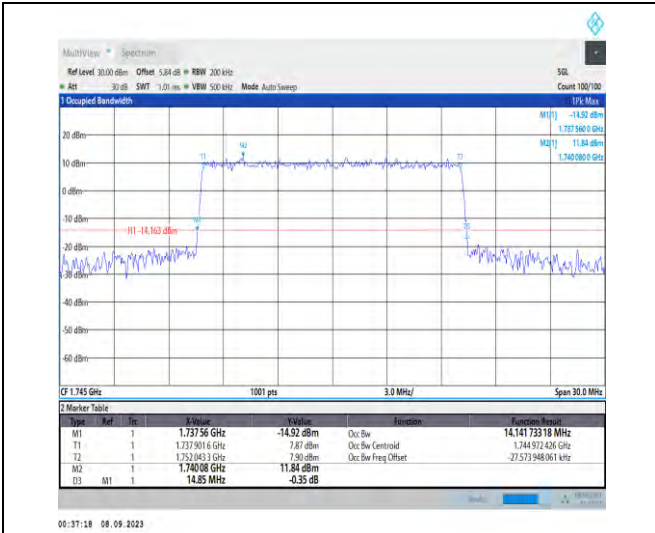 MultiView Spectrum
Ref Level 30.00 dBm Offset 5.84 dB RBW 200 kHz SGL
Att 30 dB SWT 1.01 ms VBW 500 kHz Mode Auto Sweep Count 100/100
1 Occupied Bandwidth 1Pk Max
M1[1] -14.92 dBm
1.737 560 0 GHz
20 dBm
M2[1] 11.84 dBm
1.740 080 0 GHz
M2
T1 T2
10 dBm
0 dBm
-10 dBm
M1 D3
H1 -14.163 dBm
-20 dBm
-30 dBm
-40 dBm
-50 dBm
-60 dBm
CF 1.745 GHz 1001 pts 3.0 MHz/ Span 30.0 MHz
2 Marker Table
Type Ref Trc X-Value Y-Value Function Function Result
M1 1 1.737 56 GHz -14.92 dBm Occ Bw 14.141 733 18 MHz
T1 1 1.737 901 6 GHz 7.87 dBm Occ Bw Centroid 1.744 972 426 GHz
T2 1 1.752 043 3 GHz 7.90 dBm Occ Bw Freq Offset -27.573 948 061 kHz
M2 1 1.740 08 GHz 11.84 dBm
D3 M1 1 14.85 MHz -0.35 dB
00:37:18 08.09.2023